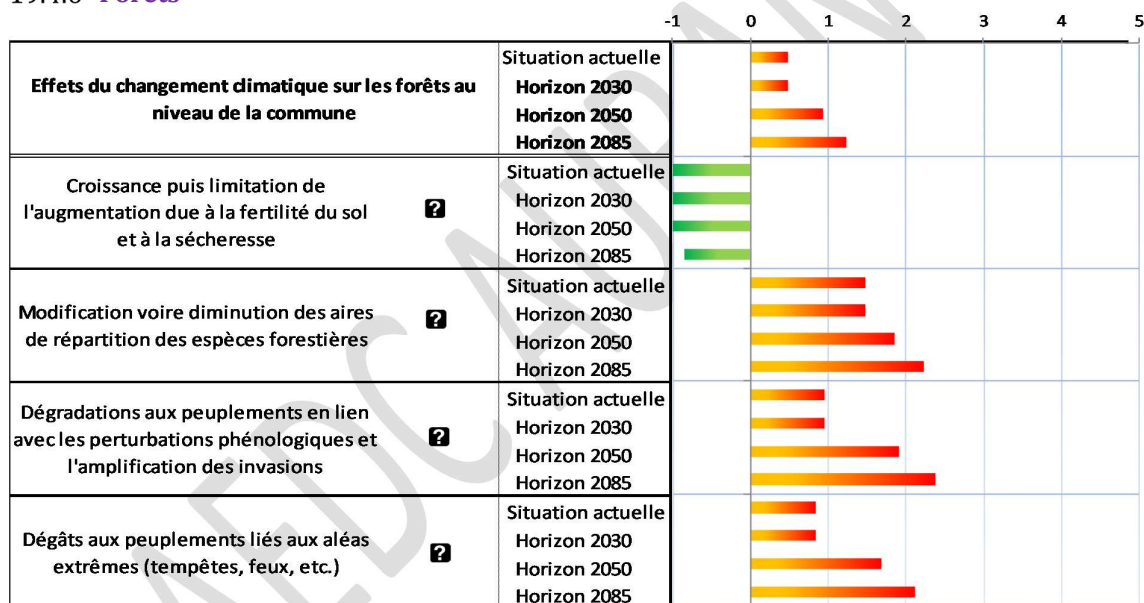 Forêts
-1 0 1 2 3 4 5
Effets du changement climatique sur les forêts au
niveau de la commune
Situation actuelle
Horizon 2030
Horizon 2050
Horizon 2085
Croissance puis limitation de
l'augmentation due à la fertilité du sol
et à la sécheresse
?
Situation actuelle
Horizon 2030
Horizon 2050
Horizon 2085
Modification voire diminution des aires
de répartition des espèces forestières
?
Situation actuelle
Horizon 2030
Horizon 2050
Horizon 2085
Dégradations aux peuplements en lien
avec les perturbations phénologiques et
l'amplification des invasions
?
Situation actuelle
Horizon 2030
Horizon 2050
Horizon 2085
Dégâts aux peuplements liés aux aléas
extrêmes (tempêtes, feux, etc.)
?
Situation actuelle
Horizon 2030
Horizon 2050
Horizon 2085